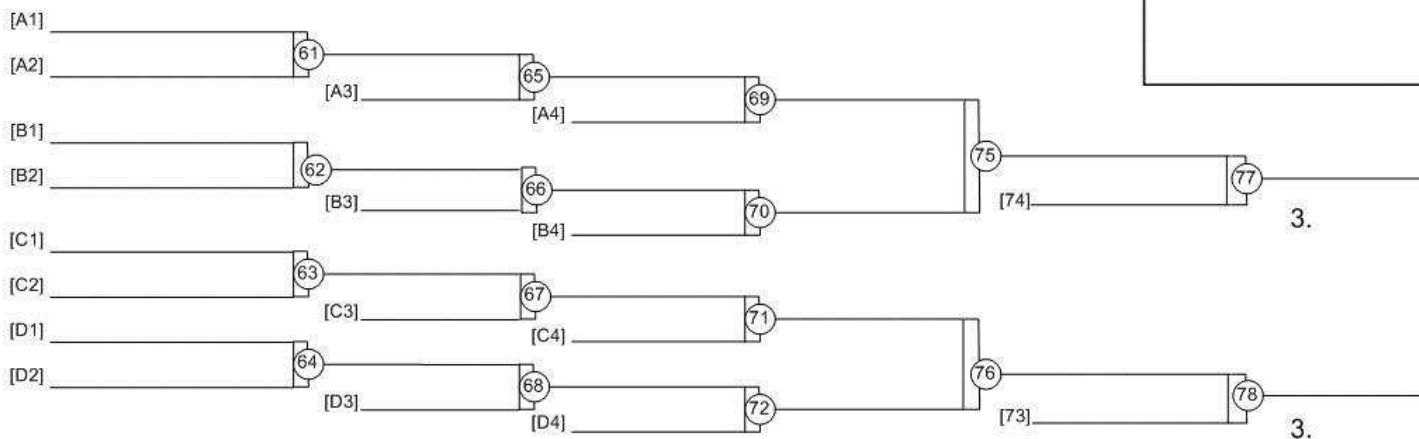 [A1]
61
[A2]
65
[A3]
69
[A4]
[B1]
75
62
[B2]
66
77
[B3]
[74]
70
3.
[B4]
[C1]
63
[C2]
67
[C3]
71
[C4]
[D1]
64
76
[D2]
68
78
[D3]
72
[73]
[D4]
3.